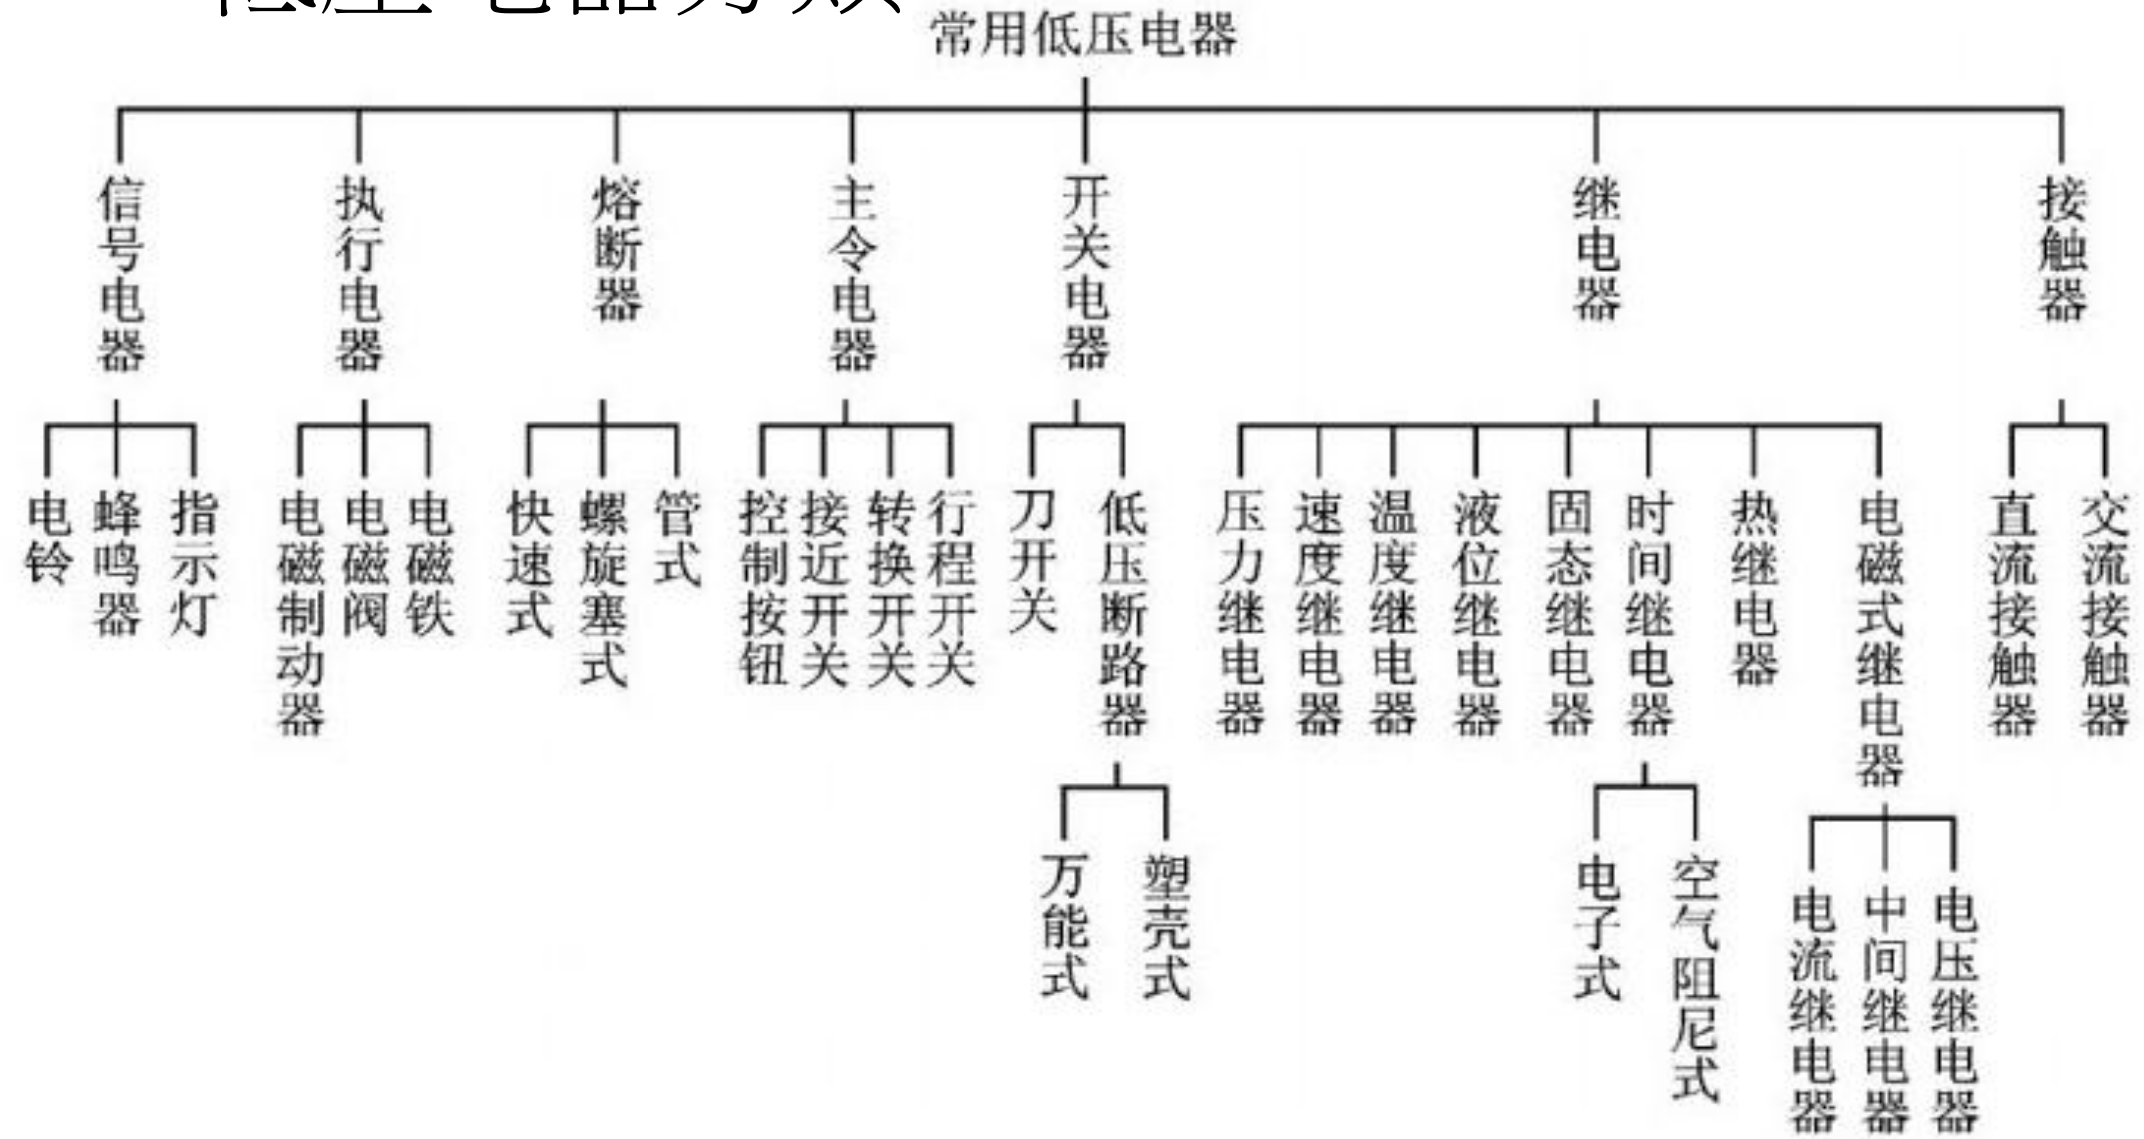 低压电器分类
常用低压电器
信号电器
执行电器
熔断器
主令电器
开关电器
继电器
接触器
电铃
蜂鸣器
指示灯
电磁制动器
电磁阀
电磁铁
快速式
螺旋塞式
管式
控制按钮
接近开关
转换开关
行程开关
刀开关
低压断路器
压力继电器
速度继电器
温度继电器
液位继电器
固态继电器
时间继电器
热继电器
电磁式继电器
直流接触器
交流接触器
万能式
塑壳式
电子式
空气阻尼式
电流继电器
中间继电器
电压继电器